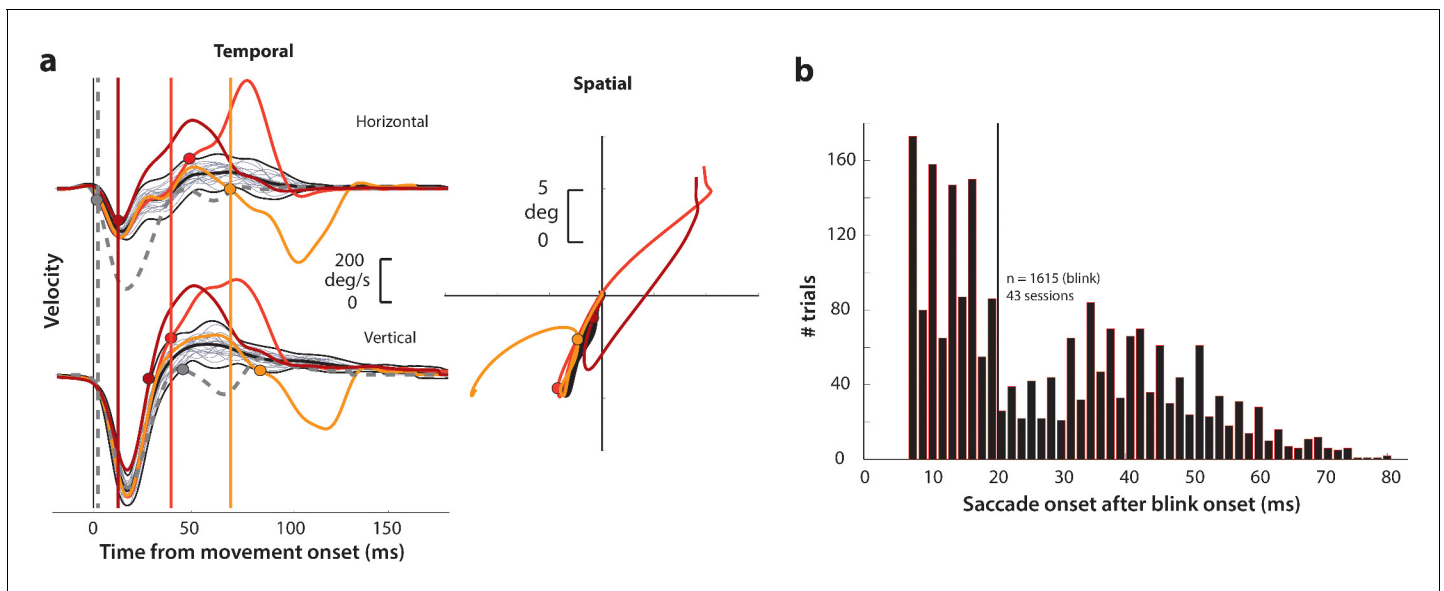 a
Temporal
Horizontal
Velocity
200
deg/s
0
Vertical
0
50
100
150
Time from movement onset (ms)
Spatial
5
deg
0
b
# trials
160
120
80
40
0
n = 1615 (blink)
43 sessions
0
10
20
30
40
50
60
70
80
Saccade onset after blink onset (ms)